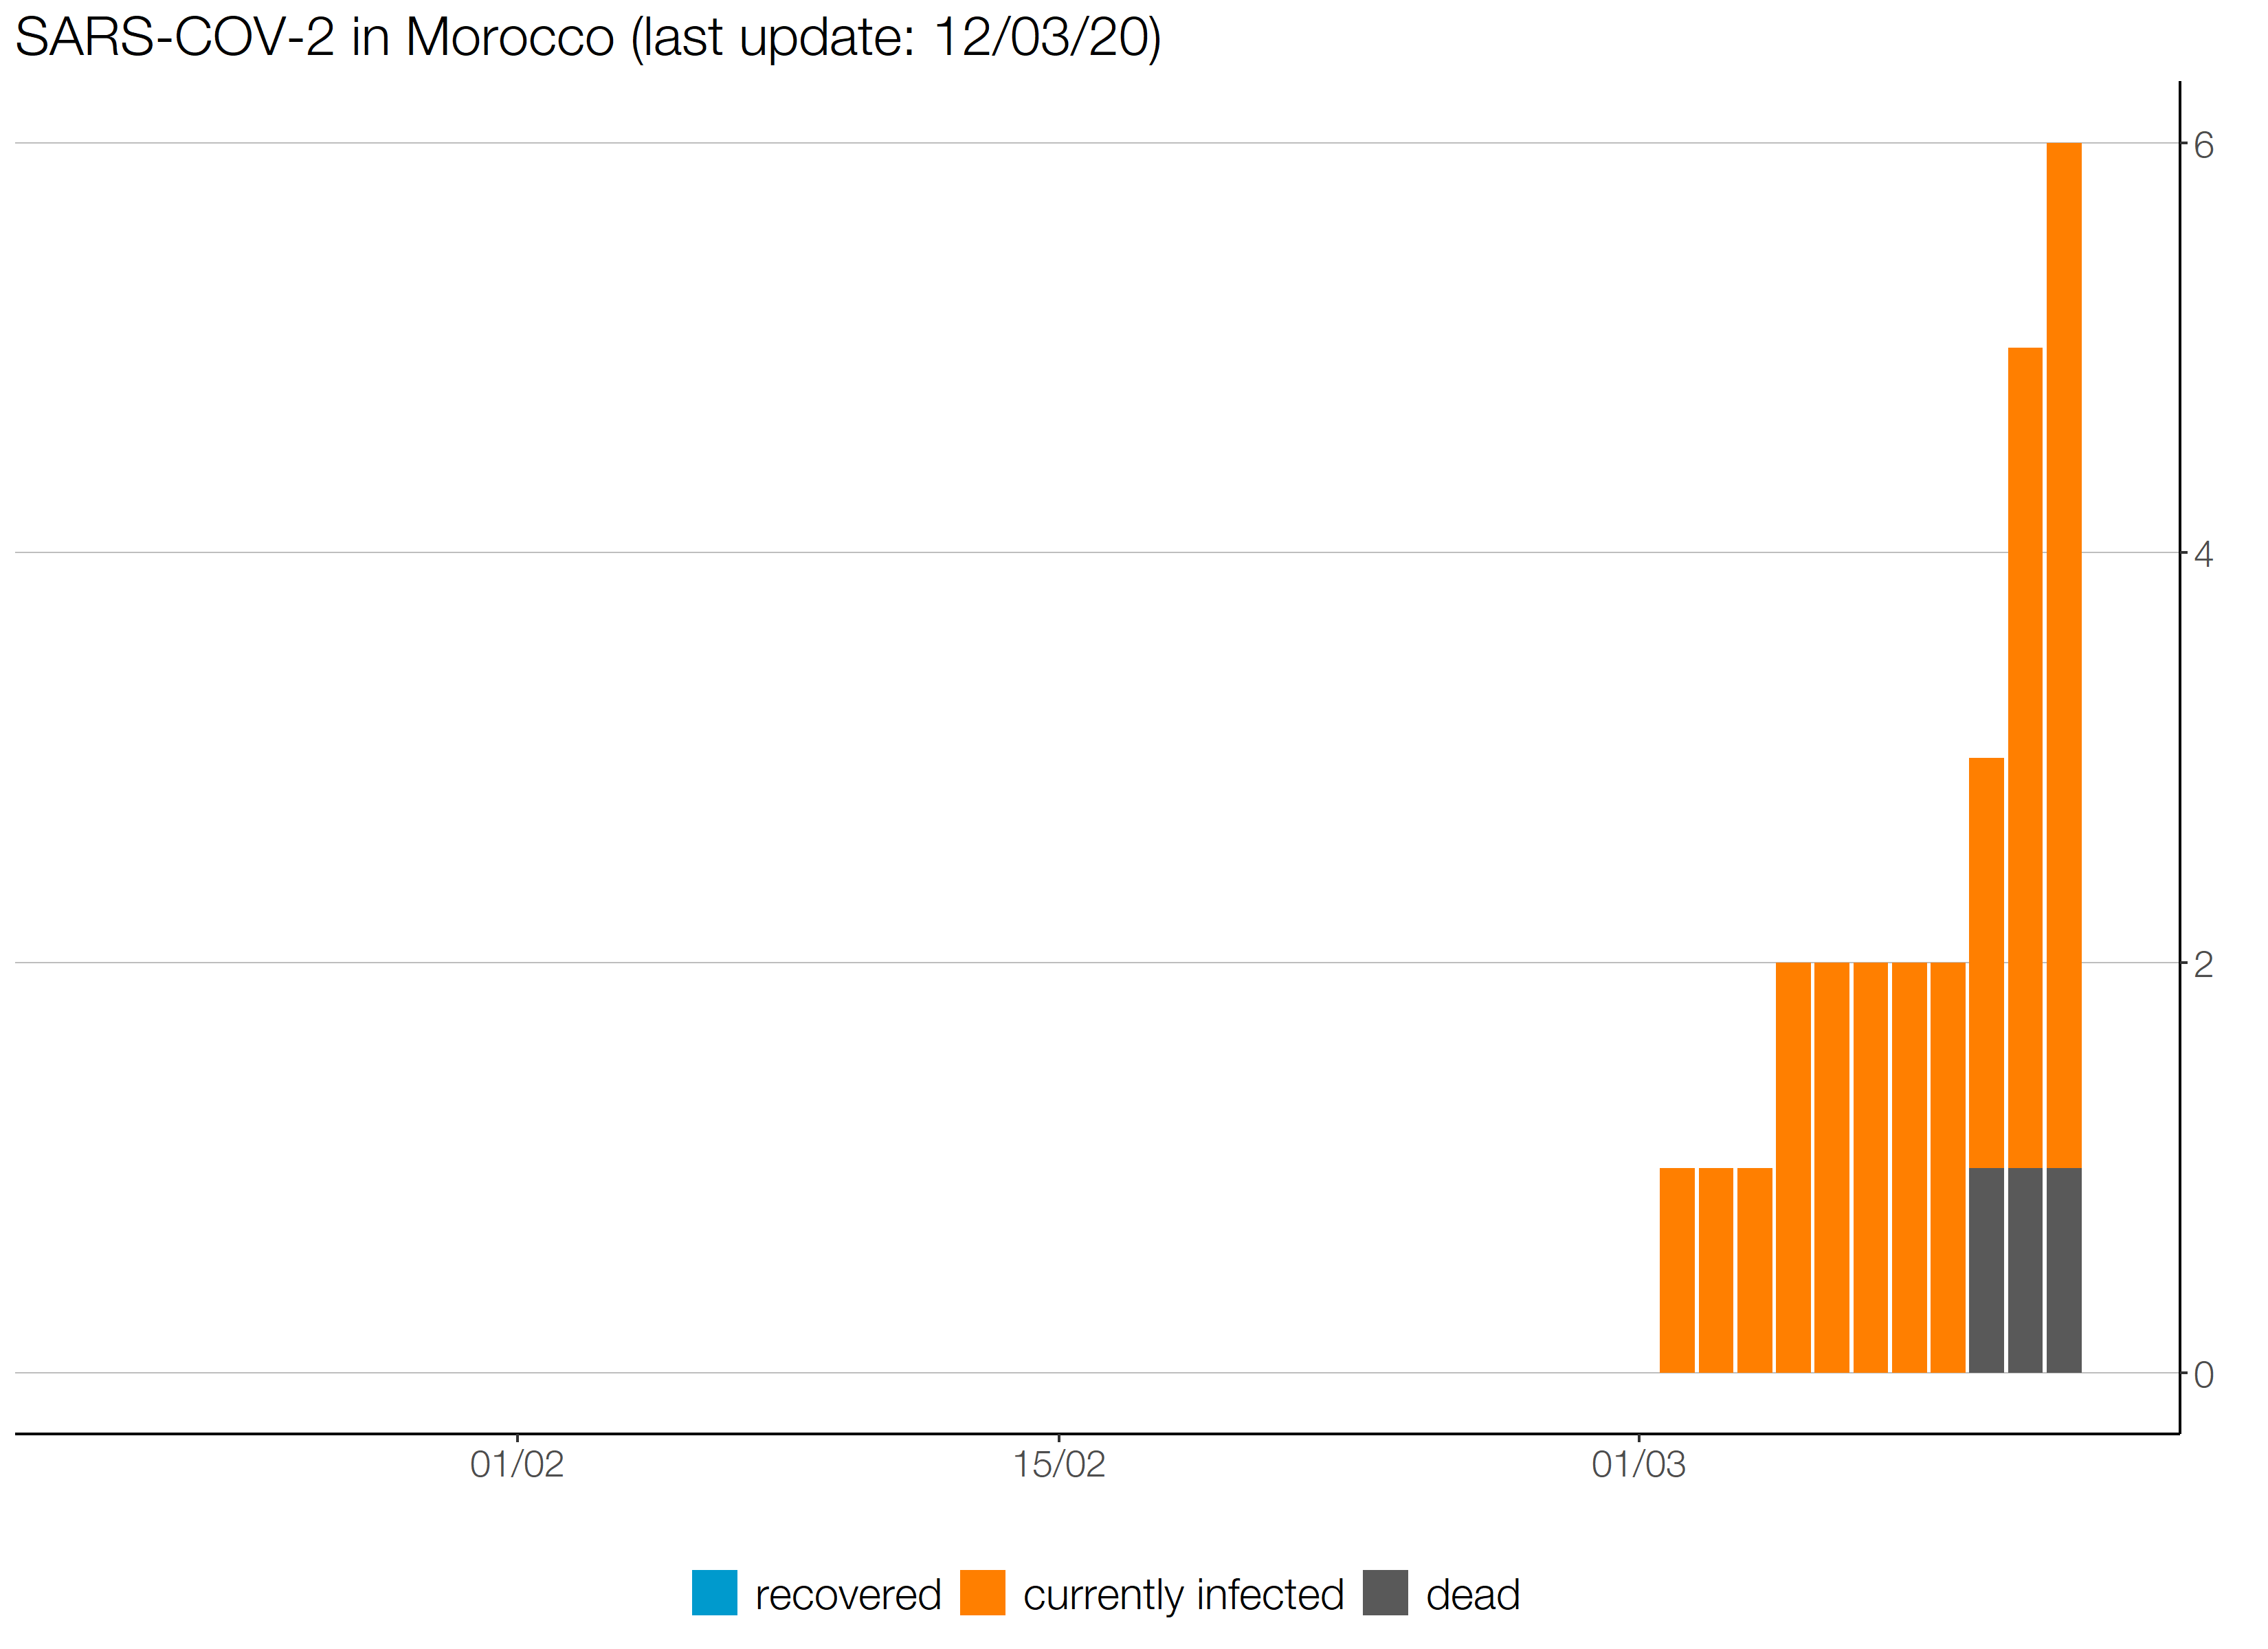 SARS-COV-2 in Morocco (last update: 12/03/20)
6
4
2
0
01/02 15/02 01/03
recovered currently infected dead